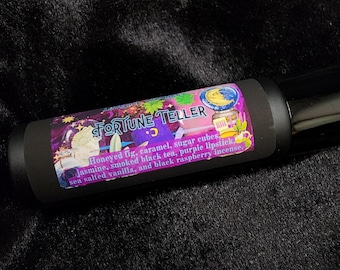 Fortune Teller
Honeyed fig, caramel, sugar cubes,
jasmine, smoked black tea, purple lipstick,
sea salted vanilla, and black raspberry incense.